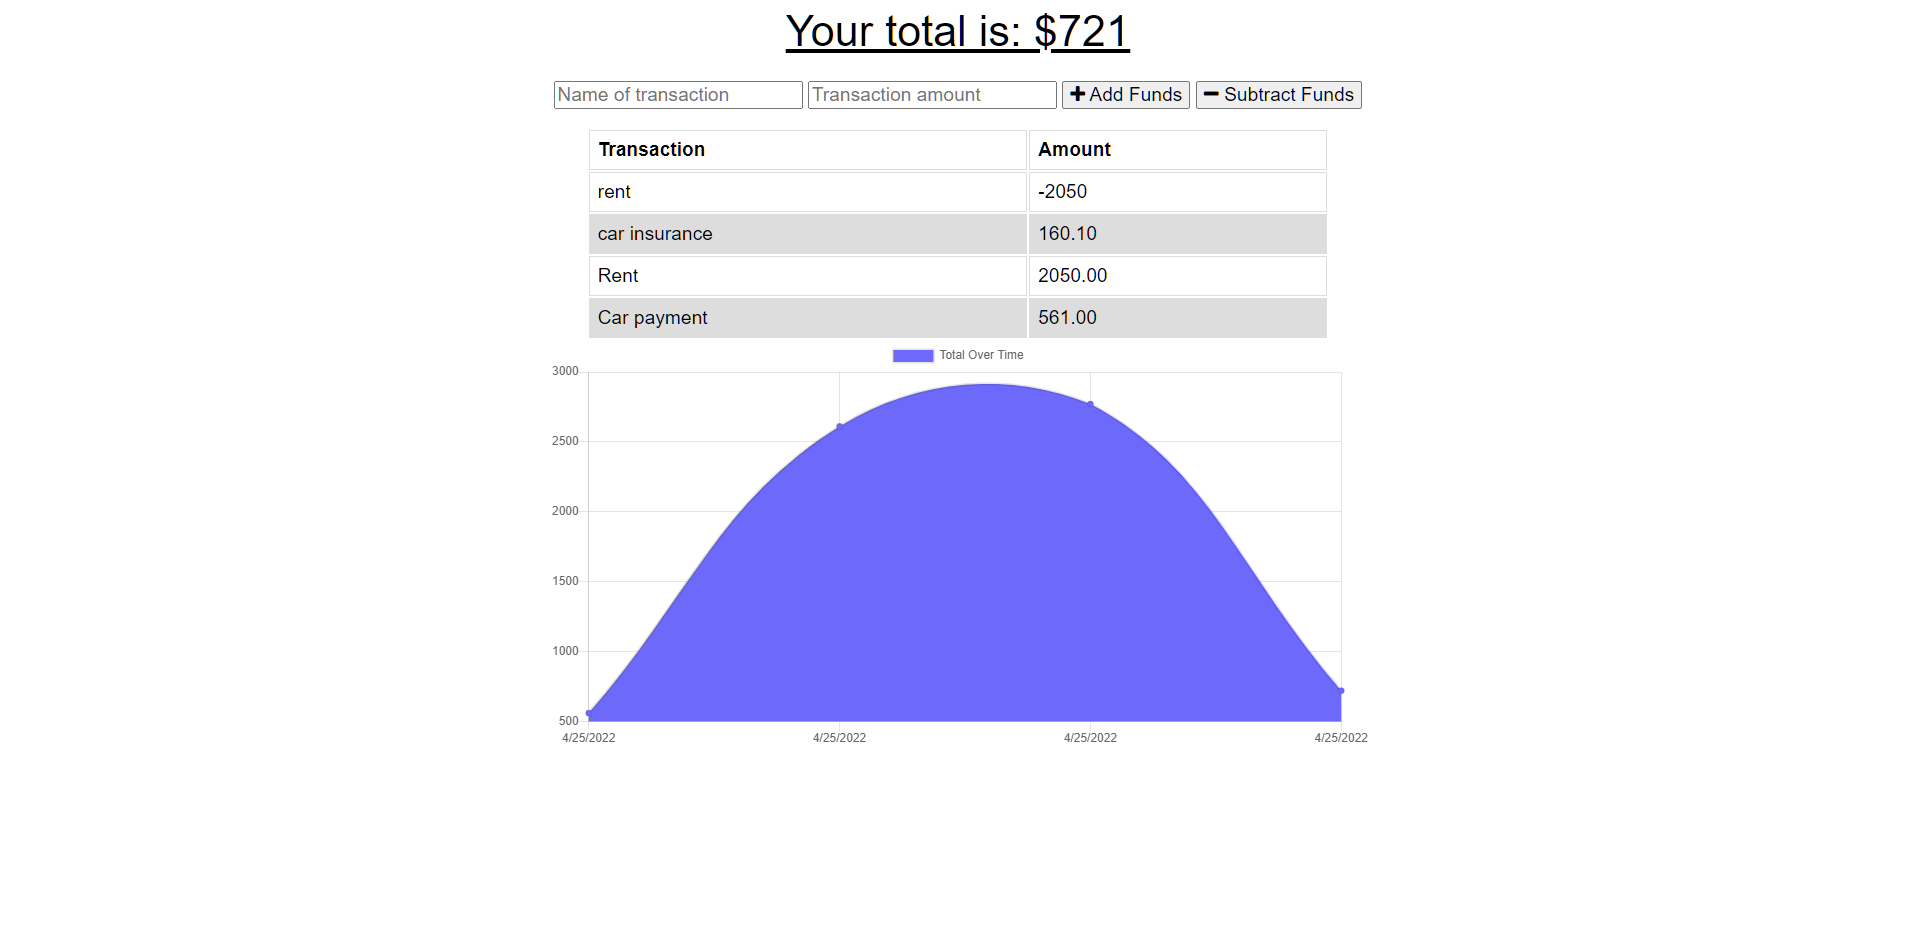 Your total is: $721
Name of transaction Transaction amount Add Funds Subtract Funds
Transaction Amount
rent -2050
car insurance 160.10
Rent 2050.00
Car payment 561.00
Total Over Time
3000
2500
2000
1500
1000
500
4/25/2022 4/25/2022 4/25/2022 4/25/2022